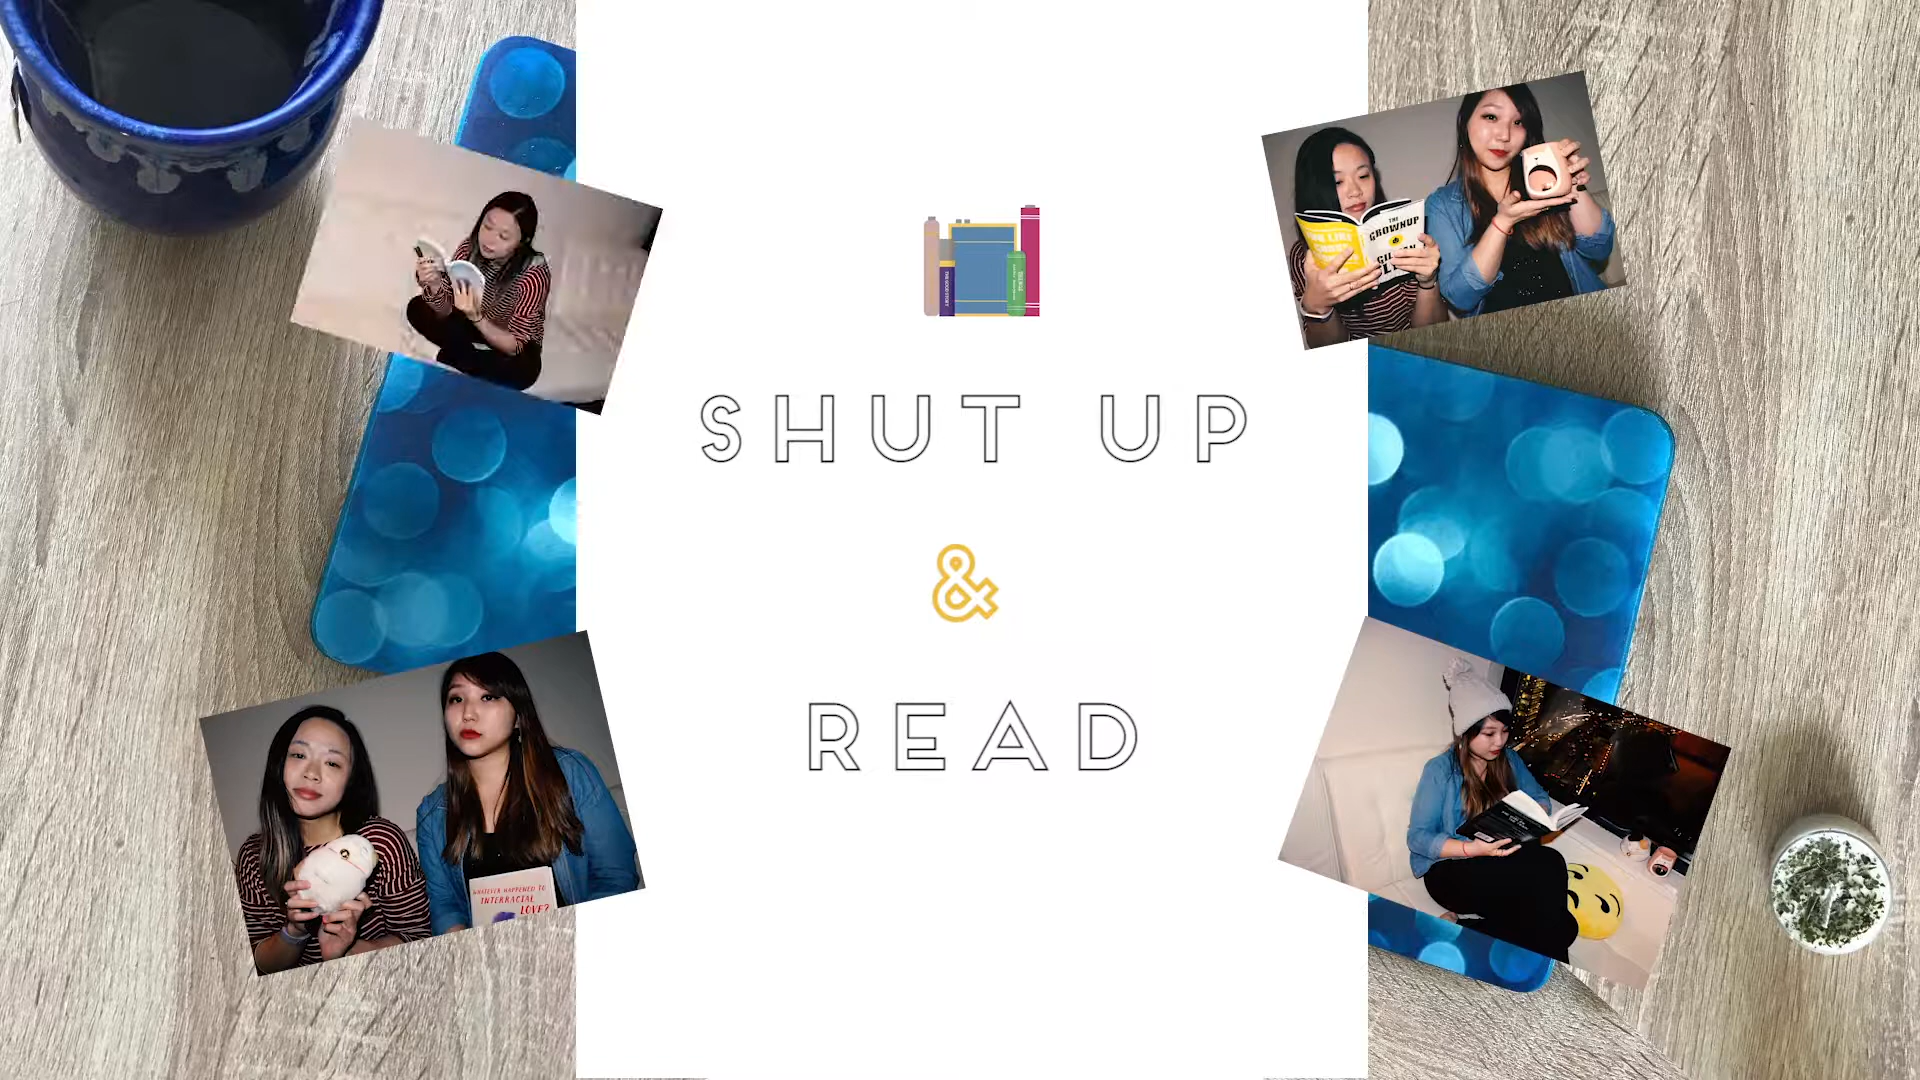 SHUT UP
&
READ
THE
GROWNUP
WHATEVER HAPPENED TO
INTERRACIAL
LOVE?